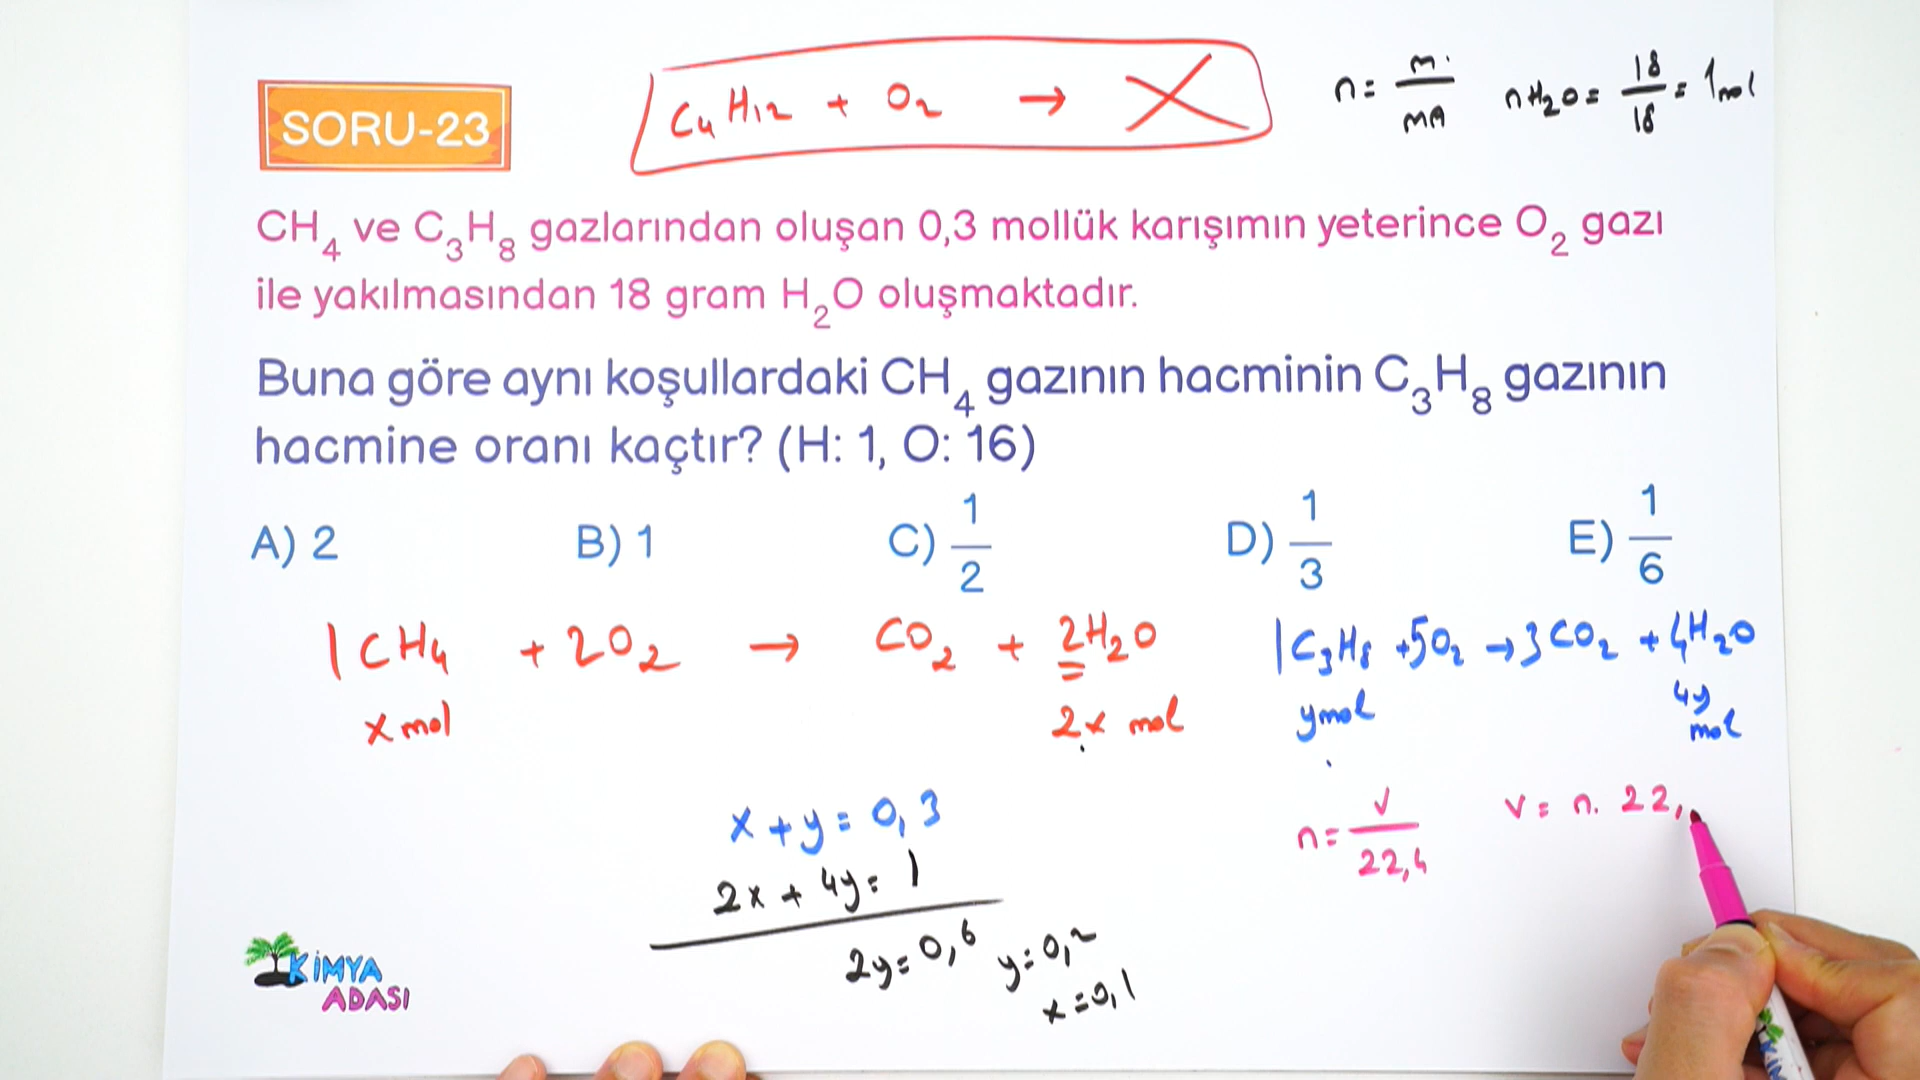 C₄H₁₂ + O₂ → X
n = m / MA
nH₂O = 18/18 = 1mol
SORU-23
CH₄ ve C₃H₈ gazlarından oluşan 0,3 mollük karışımın yeterince O₂ gazı
ile yakılmasından 18 gram H₂O oluşmaktadır.
Buna göre aynı koşullardaki CH₄ gazının hacminin C₃H₈ gazının
hacmine oranı kaçtır? (H: 1, O: 16)
A) 2 B) 1 C) 1/2 D) 1/3 E) 1/6
1CH₄ + 2O₂ → CO₂ + 2H₂O
x mol 2x mol
1C₃H₈ + 5O₂ → 3CO₂ + 4H₂O
y mol 4y mol
x + y = 0,3
2x + 4y = 1
2y = 0,6 y = 0,2
x = 0,1
n = V / 22,4
V = n. 22,
KİMYA
ADASI